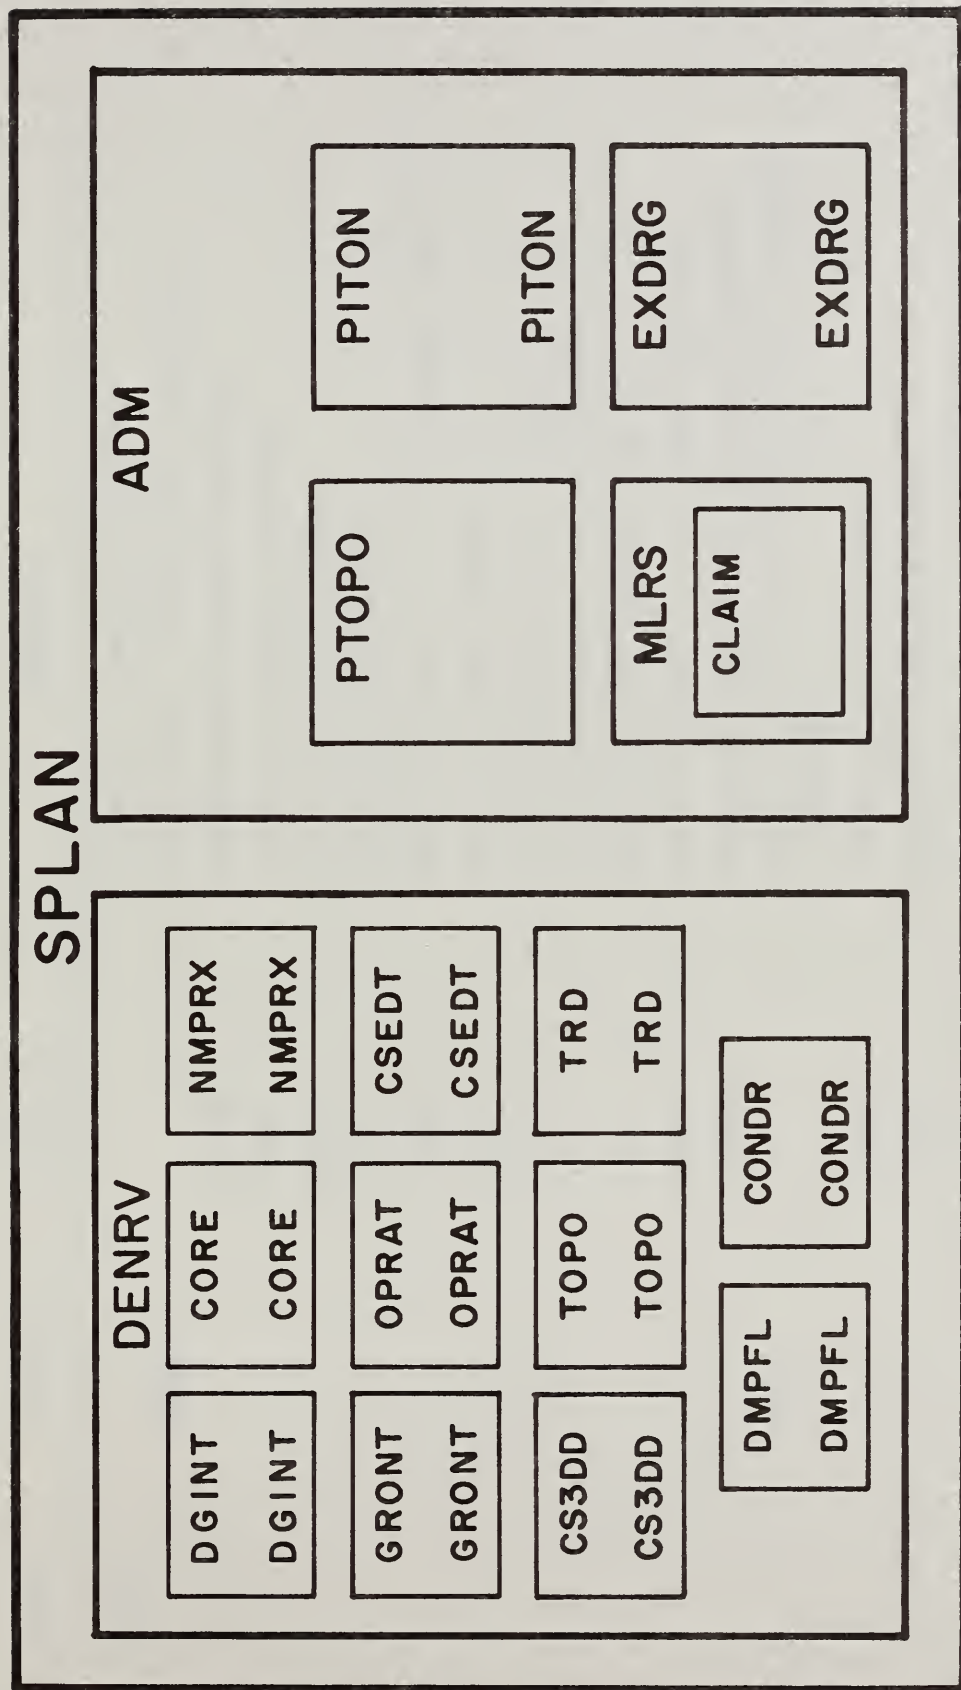 SPLAN
DENRV
DGINT
DGINT
CORE
CORE
NMPRX
NMPRX
GRONT
GRONT
OPRAT
OPRAT
CSEDT
CSEDT
CS3DD
CS3DD
TOPO
TOPO
TRD
TRD
DMPFL
DMPFL
CONDR
CONDR
ADM
PTOPO
PITON
PITON
MLRS
CLAIM
EXDRG
EXDRG